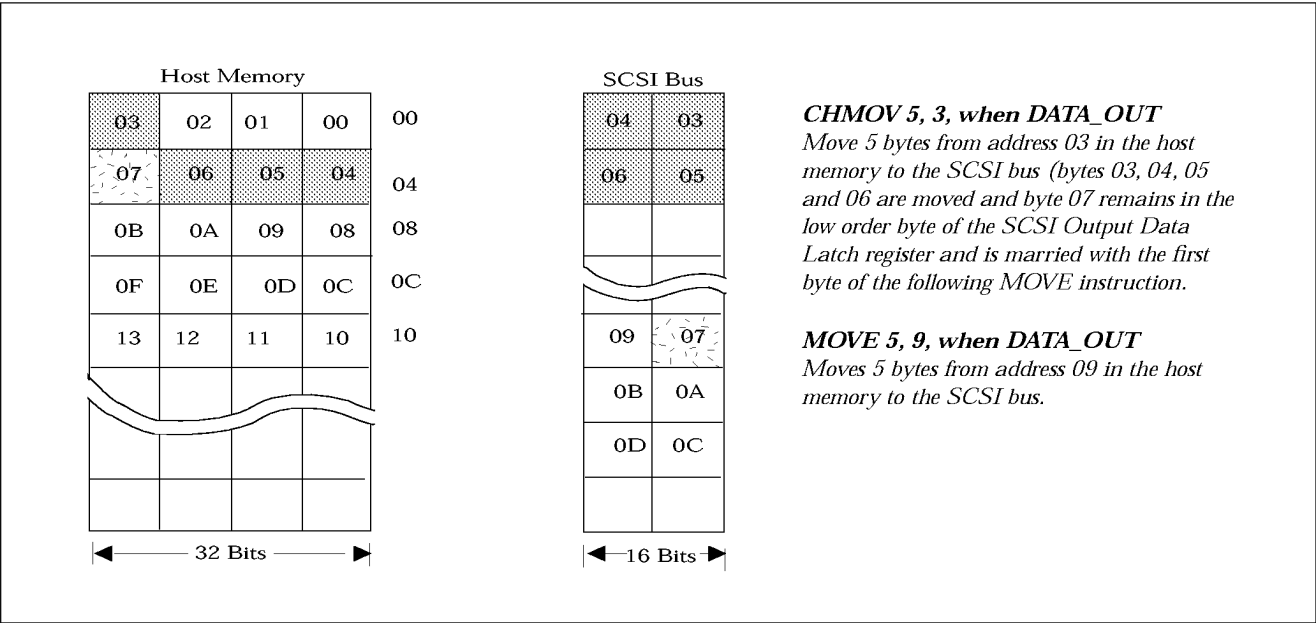 Host Memory
03 02 01 00 00
07 06 05 04 04
0B 0A 09 08 08
0F 0E 0D 0C 0C
13 12 11 10 10
32 Bits
SCSI Bus
04 03
06 05
09 07
0B 0A
0D 0C
16 Bits
CHMOV 5, 3, when DATA_OUT
Move 5 bytes from address 03 in the host
memory to the SCSI bus (bytes 03, 04, 05
and 06 are moved and byte 07 remains in the
low order byte of the SCSI Output Data
Latch register and is married with the first
byte of the following MOVE instruction.
MOVE 5, 9, when DATA_OUT
Moves 5 bytes from address 09 in the host
memory to the SCSI bus.